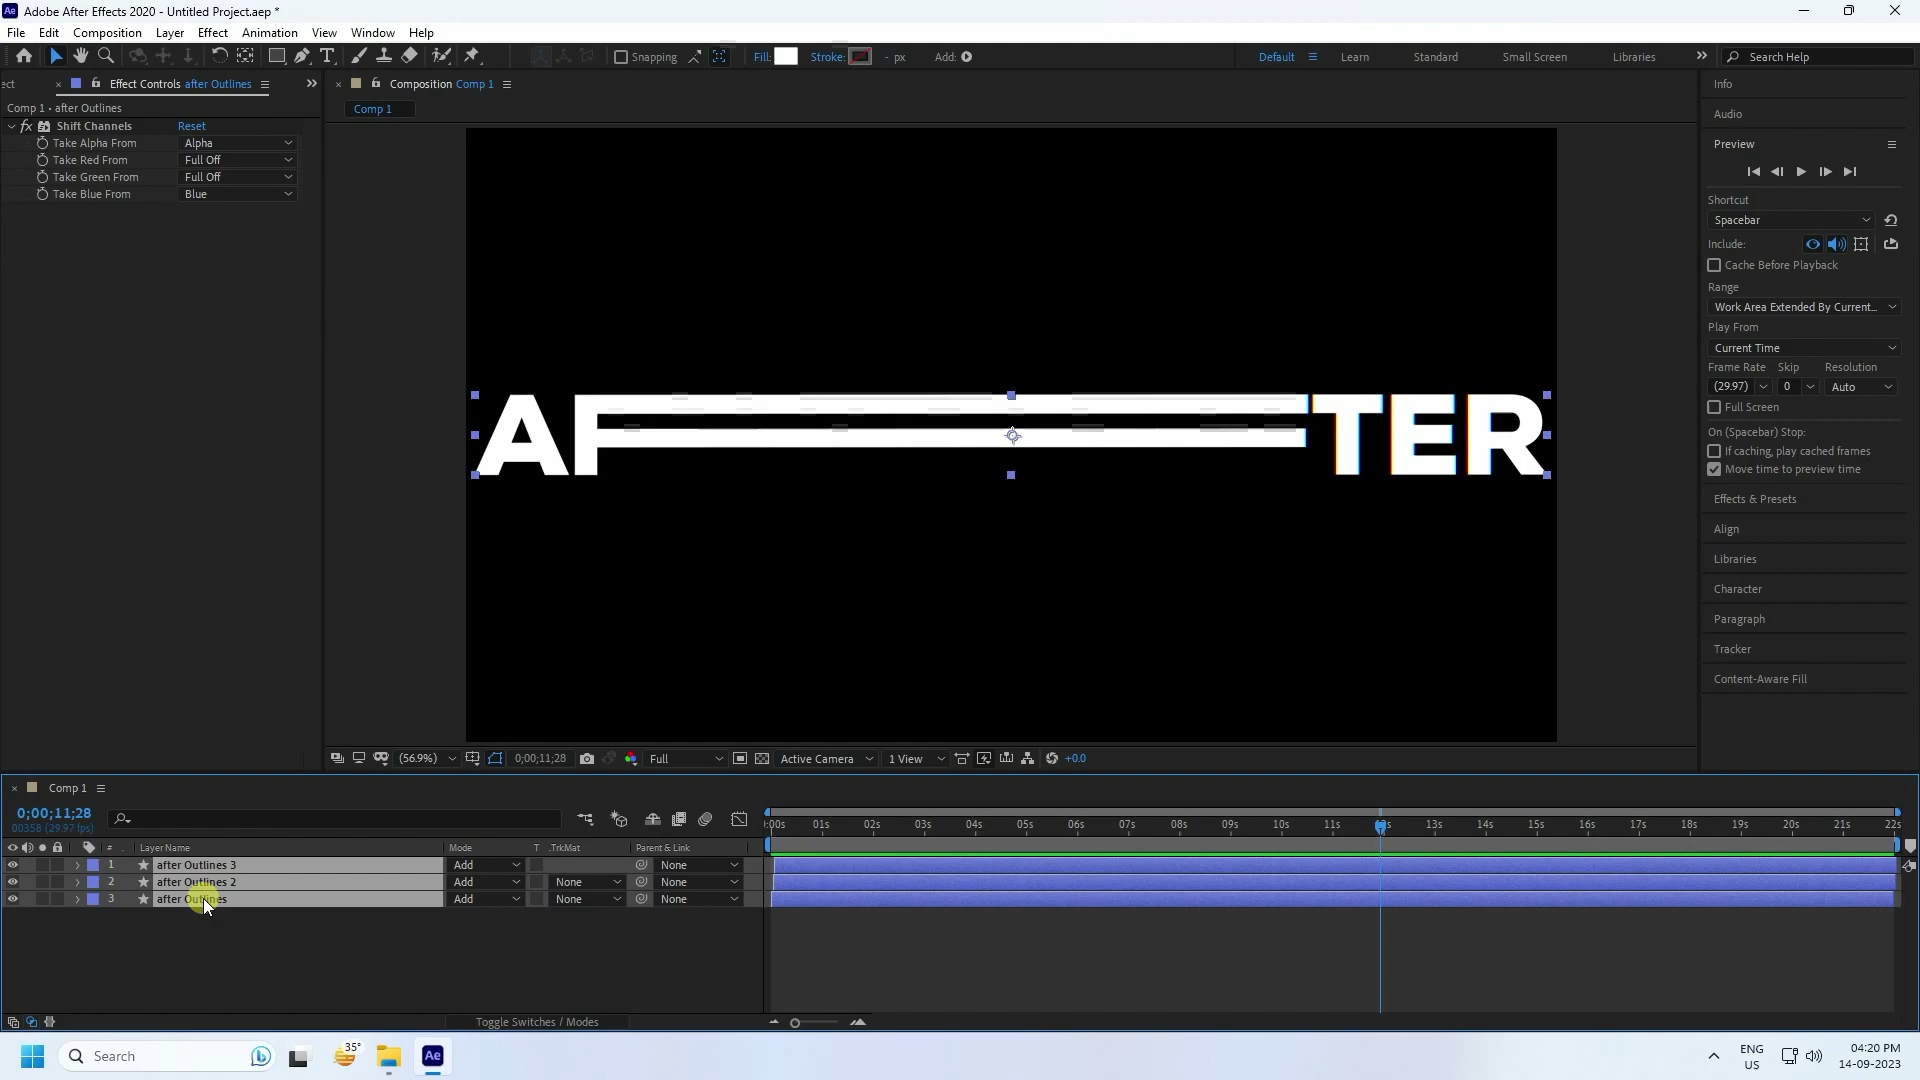 Ae Adobe After Effects 2020 - Untitled Project.aep *
File Edit Composition Layer Effect Animation View Window Help
Snapping Fill: Stroke: - px Add: Default Learn Standard Small Screen Libraries Search Help
ect Effect Controls after Outlines
Comp 1 • after Outlines
fx Shift Channels Reset
Take Alpha From Alpha
Take Red From Full Off
Take Green From Full Off
Take Blue From Blue
Composition Comp 1
Comp 1
AFTER
(56.9%) 0;00;11;28 Full Active Camera 1 View +0.0
Info
Audio
Preview
Shortcut
Spacebar
Include:
Cache Before Playback
Range
Work Area Extended By Current...
Play From
Current Time
Frame Rate Skip Resolution
(29.97) 0 Auto
Full Screen
On (Spacebar) Stop:
If caching, play cached frames
Move time to preview time
Effects & Presets
Align
Libraries
Character
Paragraph
Tracker
Content-Aware Fill
Comp 1
0;00;11;28
00358 (29.97 fps)
:00s 01s 02s 03s 04s 05s 06s 07s 08s 09s 10s 11s 13s 14s 15s 16s 17s 18s 19s 20s 21s 22s
# Layer Name Mode T .TrkMat Parent & Link
1 after Outlines 3 Add None
2 after Outlines 2 Add None None
3 after Outlines Add None None
Toggle Switches / Modes
Search 35° Ae ENG US 04:20 PM 14-09-2023